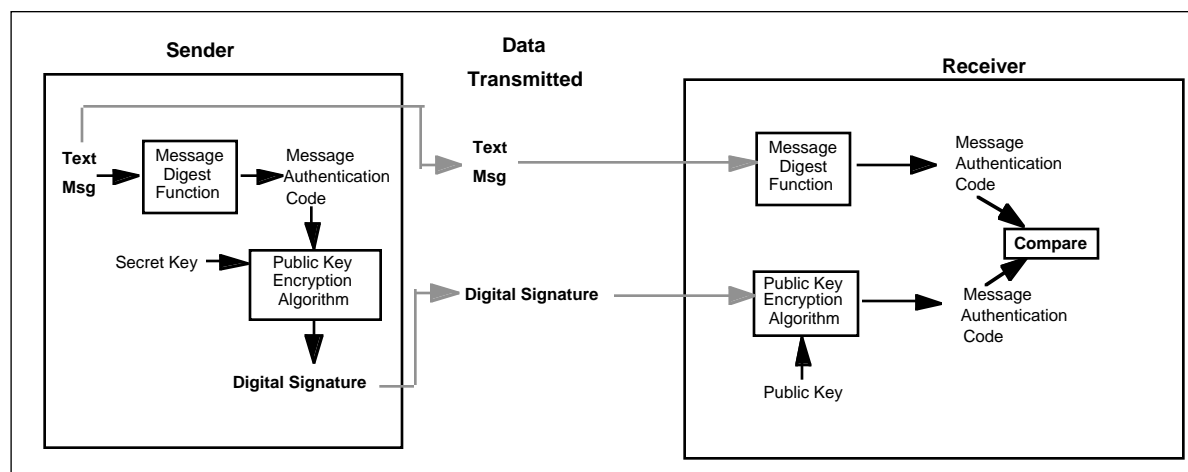 Sender
Data
Transmitted
Receiver
Text
Msg
Message
Digest
Function
Message
Authentication
Code
Secret Key
Public Key
Encryption
Algorithm
Digital Signature
Text
Msg
Digital Signature
Message
Digest
Function
Message
Authentication
Code
Compare
Public Key
Encryption
Algorithm
Message
Authentication
Code
Public Key